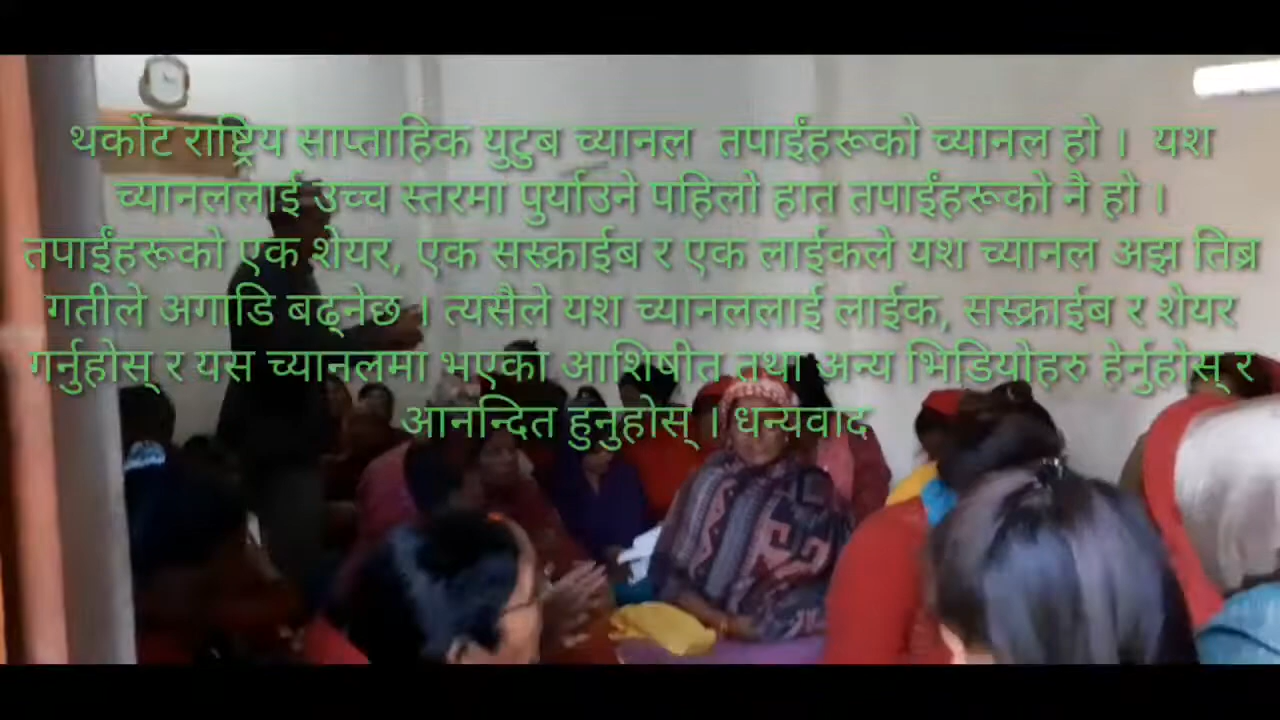 थर्कोट राष्ट्रिय साप्ताहिक युटुब च्यानल तपाईंहरूको च्यानल हो । यश
च्यानललाई उच्च स्तरमा पुर्याउने पहिलो हात तपाईंहरूको नै हो ।
तपाईंहरूको एक शेयर, एक सस्क्राईब र एक लाईकले यश च्यानल अझ तिब्र
गतीले अगाडि बढ्नेछ । त्यसैले यश च्यानललाई लाईक, सस्क्राईब र शेयर
गर्नुहोस् र यस च्यानलमा भएका आशिषीत तथा अन्य भिडियोहरु हेर्नुहोस् र
आनन्दित हुनुहोस् । धन्यवाद